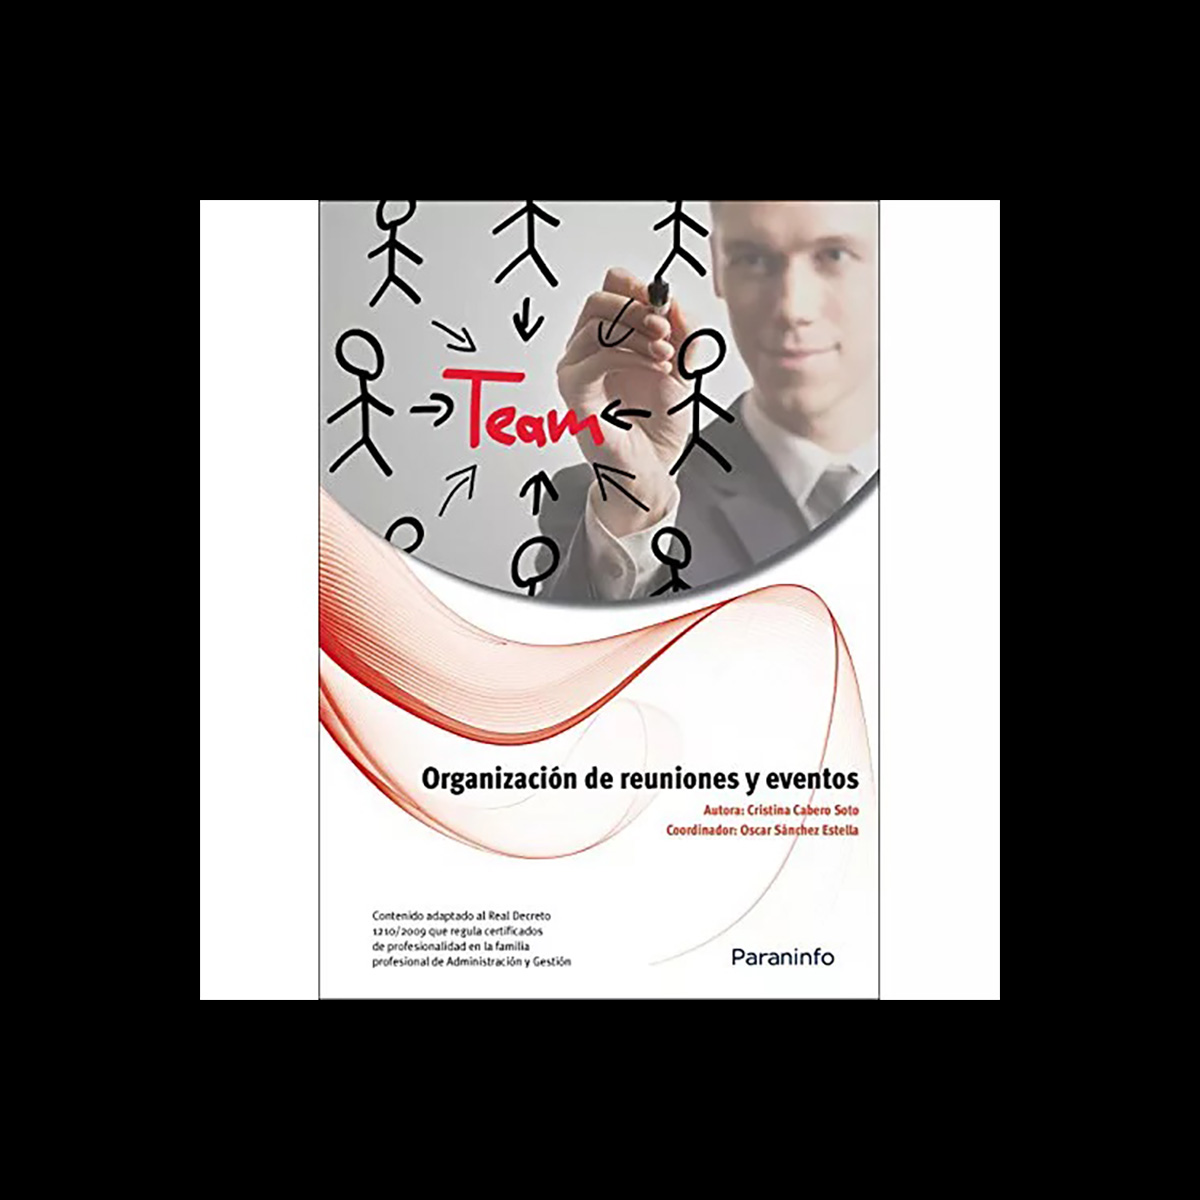 Team
Organización de reuniones y eventos
Autora: Cristina Cabero Soto
Coordinador: Oscar Sánchez Estella
Contenido adaptado al Real Decreto
1210/2009 que regula certificados
de profesionalidad en la familia
profesional de Administración y Gestión
Paraninfo